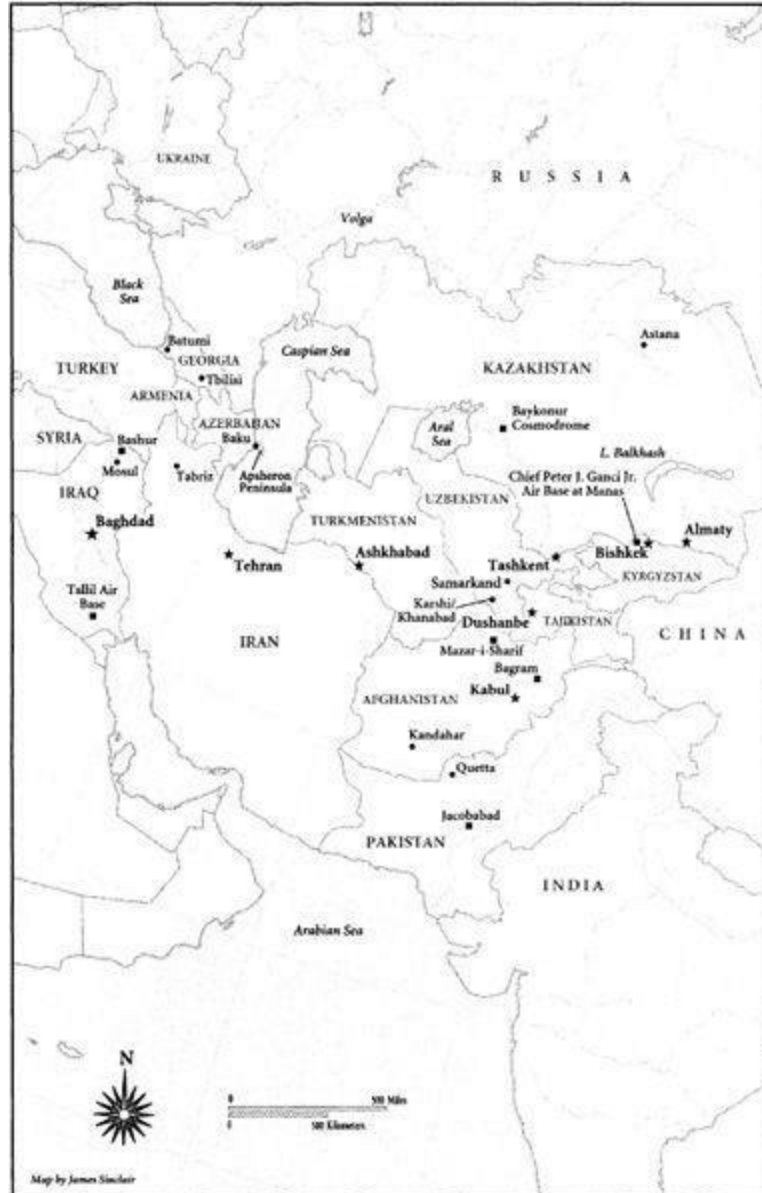 UKRAINE
R U S S I A
Volga
Black
Sea
Batumi
GEORGIA
Tbilisi
Caspian Sea
Astana
KAZAKHSTAN
TURKEY
ARMENIA
AZERBAIJAN
Baku
Aral
Sea
Baykonur
Cosmodrome
SYRIA
Bashur
Mosul
Tabriz
Apsheron
Peninsula
L. Balkhash
Chief Peter J. Ganci Jr.
Air Base at Manas
IRAQ
Baghdad
UZBEKISTAN
TURKMENISTAN
Bishkek
Almaty
Tehran
Ashkhabad
Tashkent
KYRGYZSTAN
Samarkand
Tallil Air
Base
Karshi/
Khanabad
Dushanbe
TAJIKISTAN
C H I N A
IRAN
Mazar-i-Sharif
Bagram
AFGHANISTAN
Kabul
Kandahar
Quetta
Jacobabad
PAKISTAN
INDIA
Arabian Sea
N
0
500 Miles
0
500 Kilometers
Map by James Sinclair